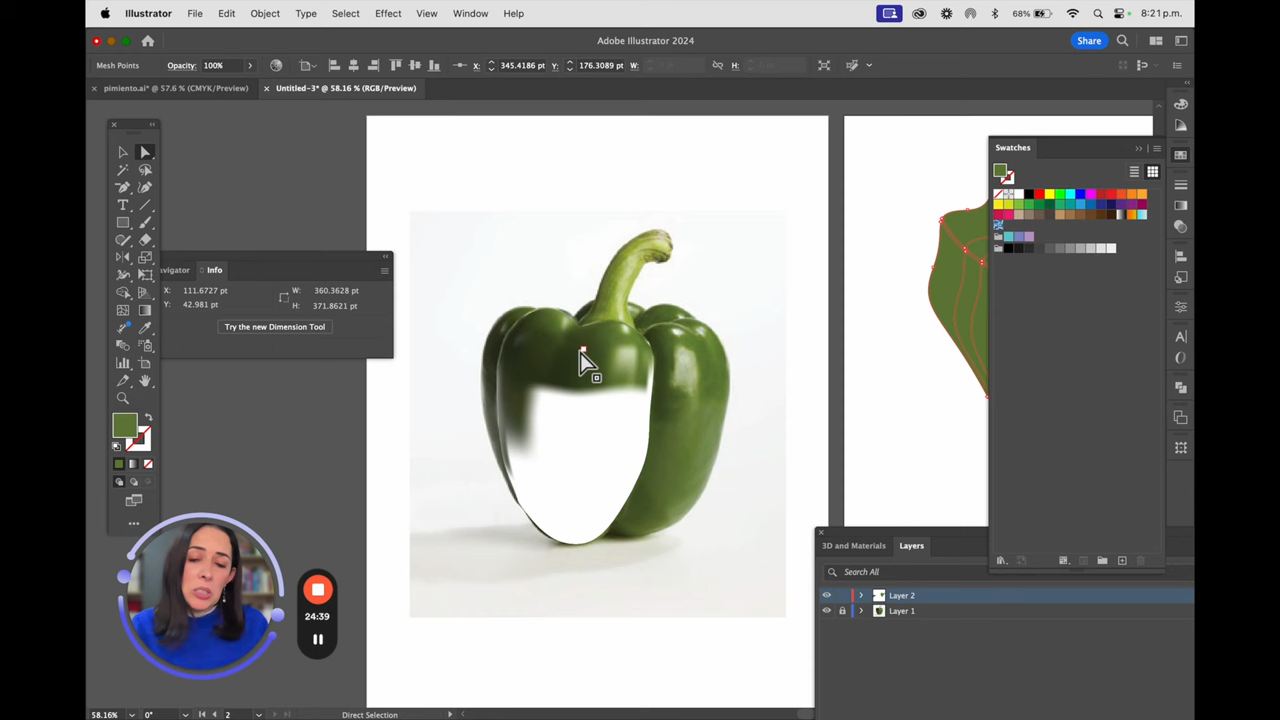 Illustrator File Edit Object Type Select Effect View Window Help 68% 8:21 p.m.
Adobe Illustrator 2024
Share
Mesh Points Opacity: 100% X: 345.4186 pt Y: 176.3089 pt W: H:
× pimiento.ai* @ 57.6 % (CMYK/Preview) × Untitled-3* @ 58.16 % (RGB/Preview)
Swatches
avigator Info
X: 111.6727 pt W: 360.3628 pt
Y: 42.981 pt H: 371.8621 pt
Try the new Dimension Tool
3D and Materials Layers
Search All
Layer 2
Layer 1
24:39
58.16% 0° 2 Direct Selection